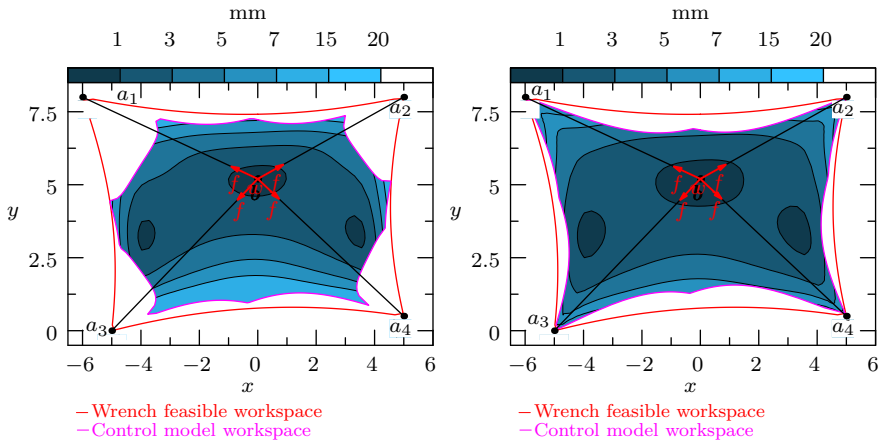 mm mm
1 3 5 7 15 20 1 3 5 7 15 20
a1 a2 a1 a2
7.5 7.5
f f f f
5 5
f f f f
y y
2.5 2.5
a3 a4 a3 a4
0 0
−6 −4 −2 0 2 4 6 −6 −4 −2 0 2 4 6
x x
Wrench feasible workspace Wrench feasible workspace
Control model workspace Control model workspace